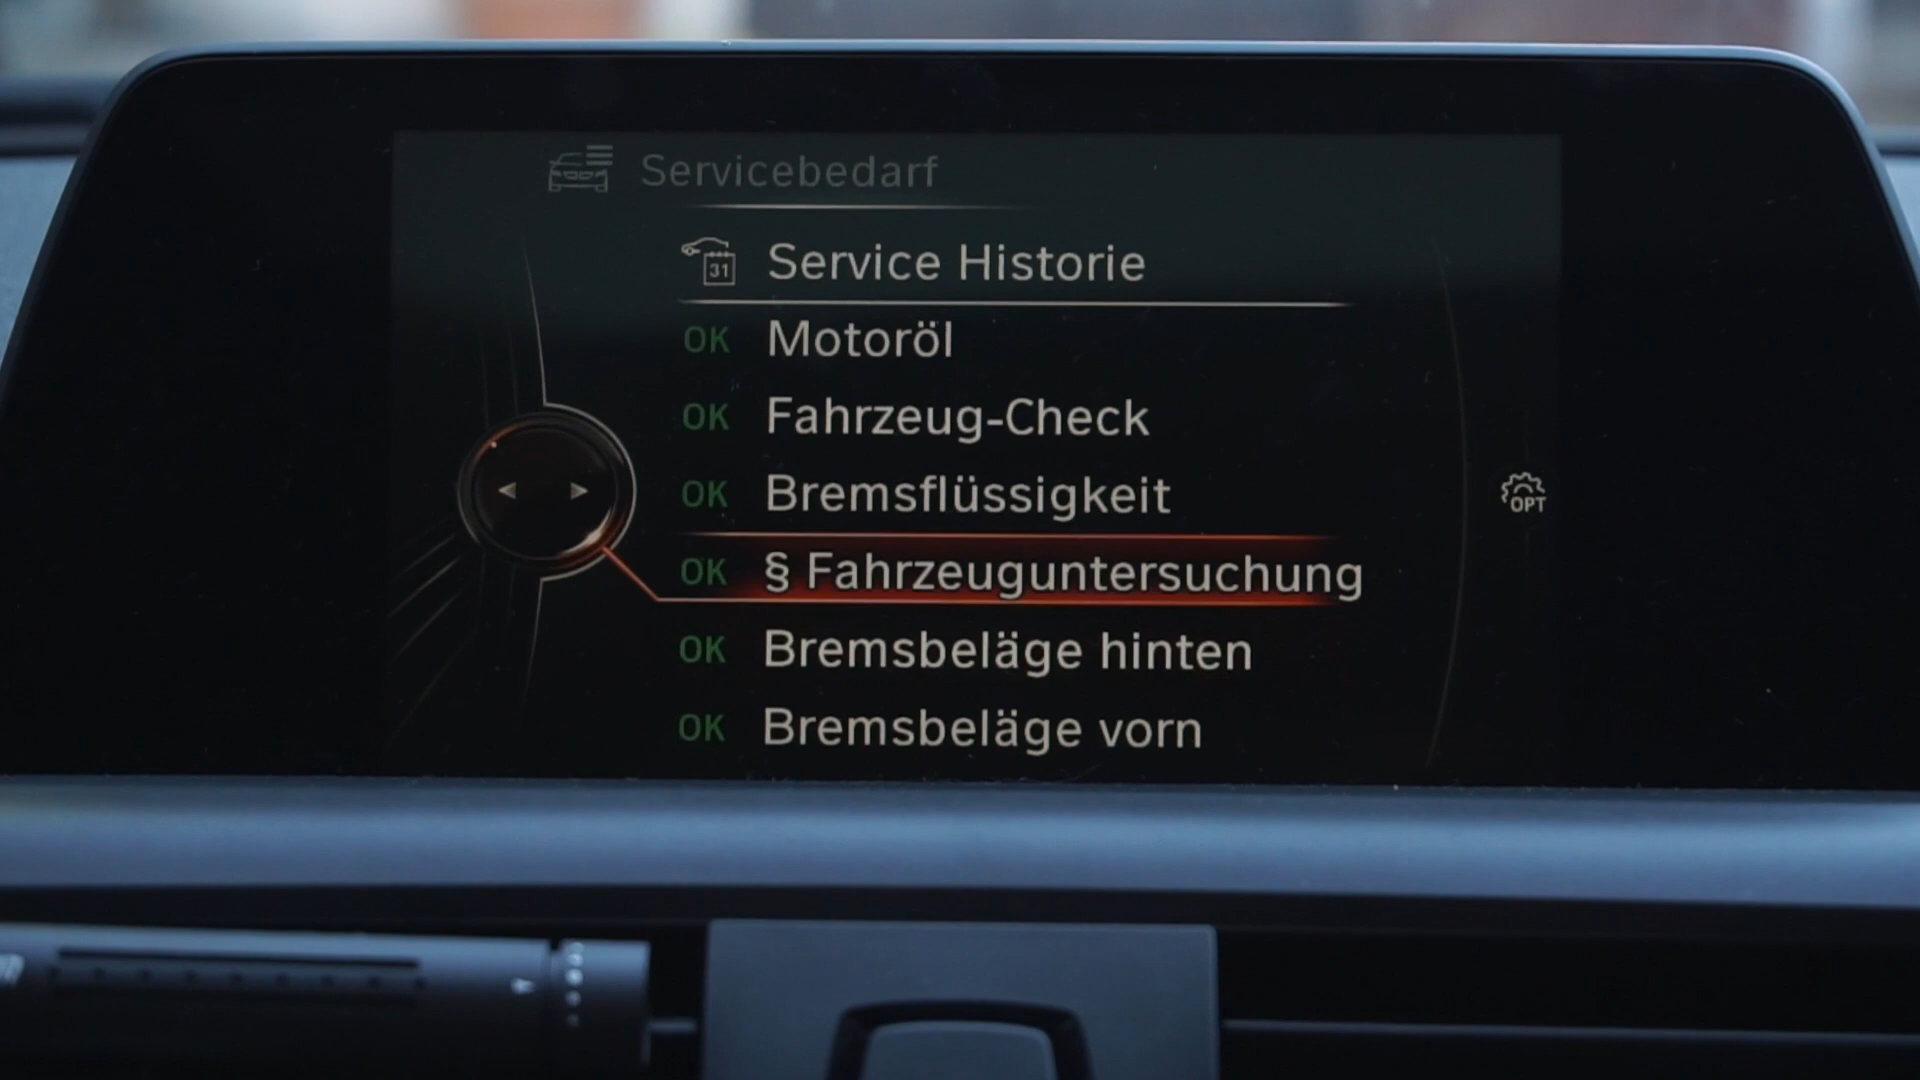 Servicebedarf
31 Service Historie
OK Motoröl
OK Fahrzeug-Check
OK Bremsflüssigkeit
OPT
OK § Fahrzeuguntersuchung
OK Bremsbeläge hinten
OK Bremsbeläge vorn